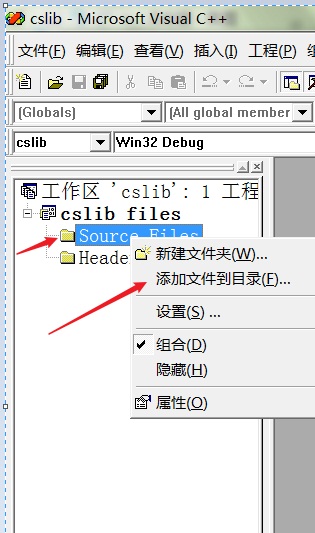 cslib - Microsoft Visual C++
文件(F) 编辑(E) 查看(V) 插入(I) 工程(P)
(Globals) (All global member
cslib Win32 Debug
工作区 'cslib': 1 工程
cslib files
Source Files
Heade
新建文件夹(W)...
添加文件到目录(F)...
设置(S) ...
组合(D)
隐藏(H)
属性(O)